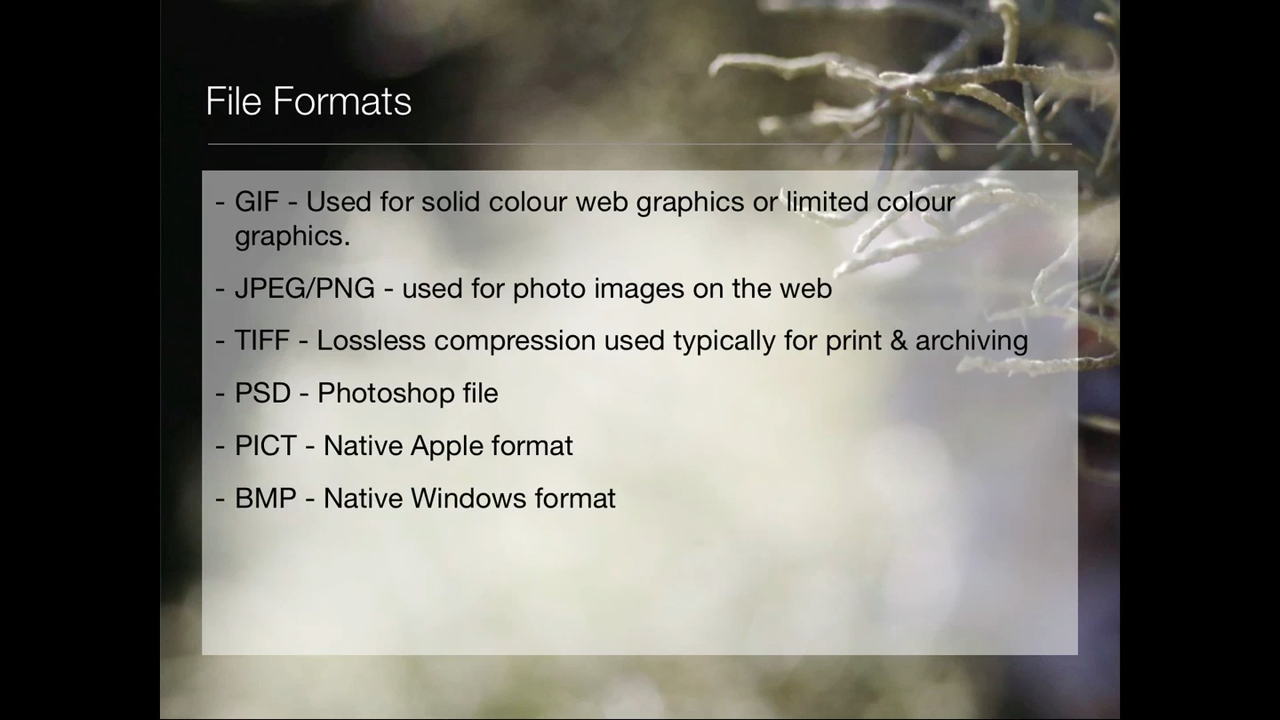 File Formats
- GIF - Used for solid colour web graphics or limited colour
graphics.
- JPEG/PNG - used for photo images on the web
- TIFF - Lossless compression used typically for print & archiving
- PSD - Photoshop file
- PICT - Native Apple format
- BMP - Native Windows format